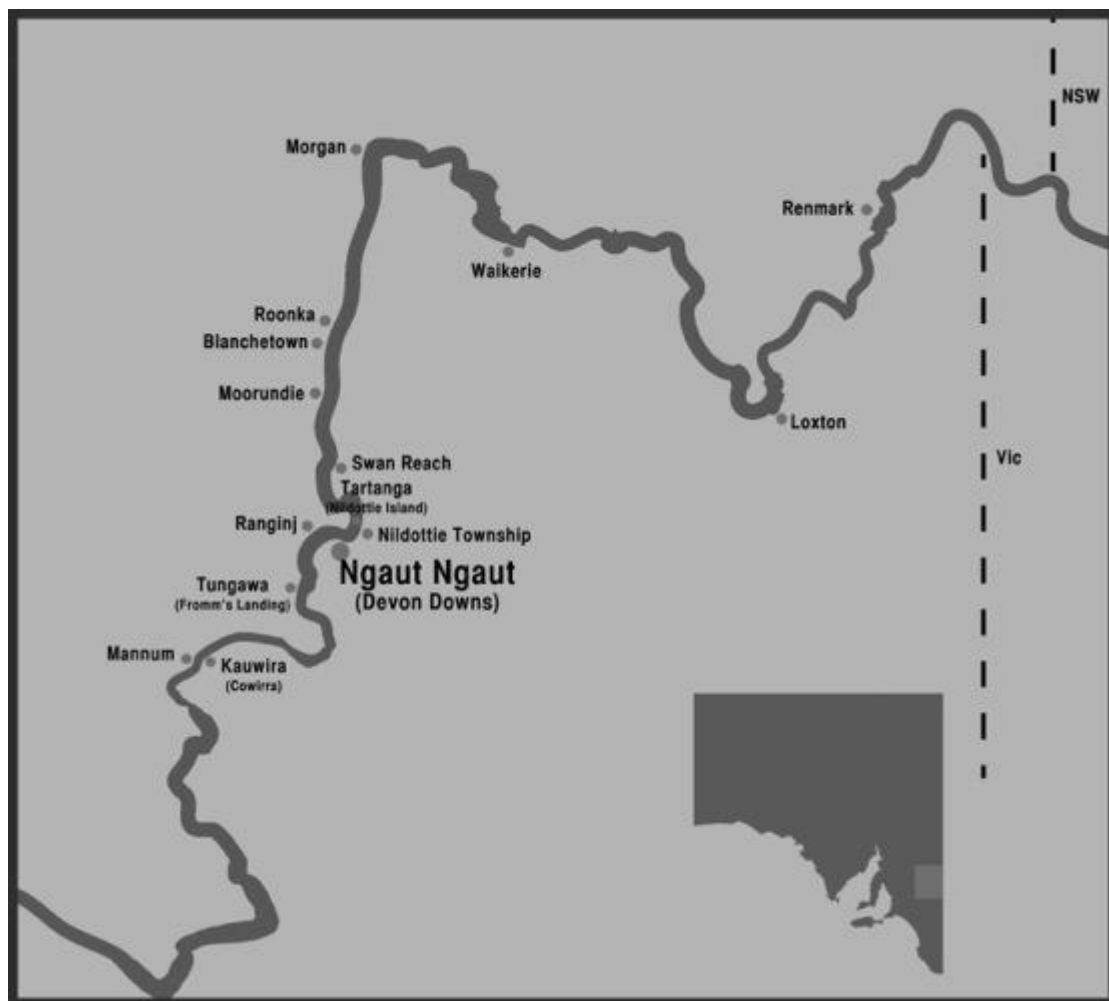 NSW
Morgan
Renmark
Waikerie
Roonka
Blanchetown
Moorundie
Loxton
Vic
Swan Reach
Tartanga
(Nildottie Island)
Ranginj
Nildottie Township
Ngaut Ngaut
(Devon Downs)
Tungawa
(Fromm's Landing)
Mannum
Kauwira
(Cowirra)